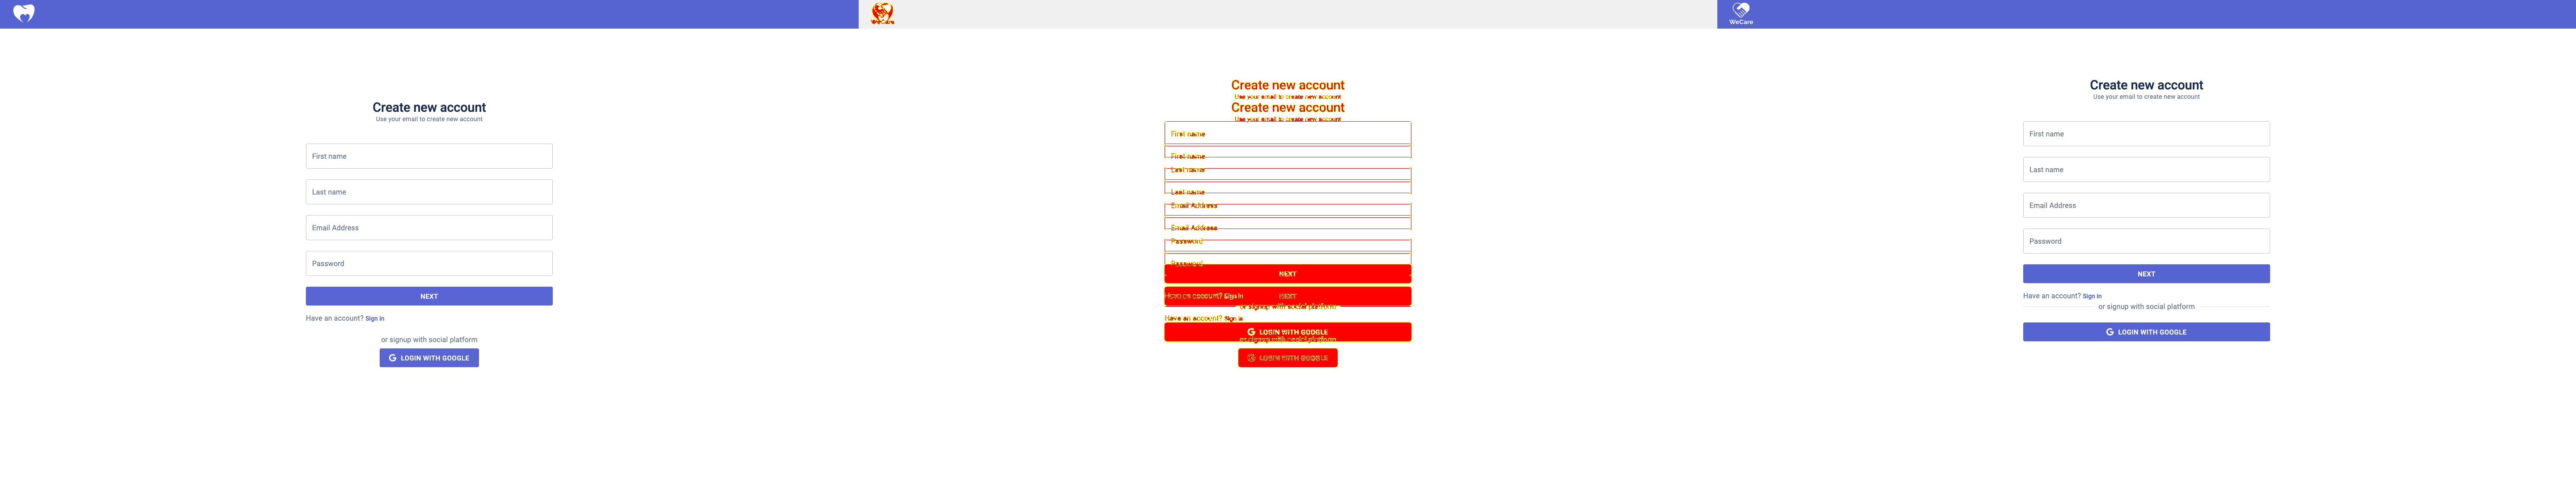 Create new account
Use your email to create new account
First name
Last name
Email Address
Password
NEXT
Have an account? Sign in
or signup with social platform
LOGIN WITH GOOGLE
WeCare
Create new account
Use your email to create new account
Create new account
Use your email to create new account
First name
First name
Last name
Last name
Email Address
Email Address
Password
Password
NEXT
Have an account? Sign in
NEXT
or signup with social platform
Have an account? Sign in
LOGIN WITH GOOGLE
or signup with social platform
LOGIN WITH GOOGLE
WeCare
Create new account
Use your email to create new account
First name
Last name
Email Address
Password
NEXT
Have an account? Sign in
or signup with social platform
LOGIN WITH GOOGLE